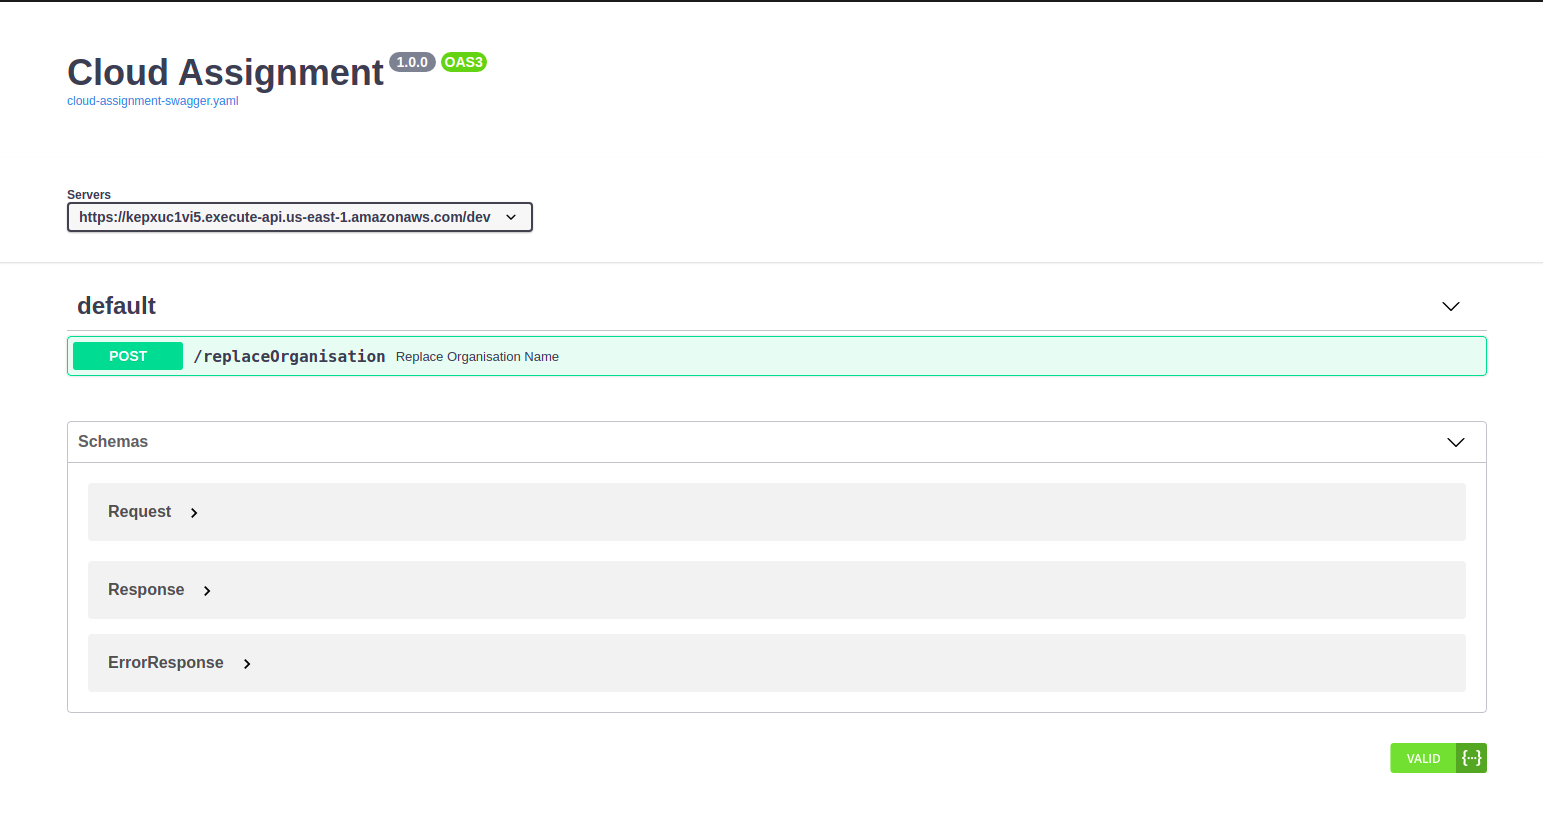 Cloud Assignment 1.0.0 OAS3
cloud-assignment-swagger.yaml
Servers
https://kepxuc1vi5.execute-api.us-east-1.amazonaws.com/dev
default
POST /replaceOrganisation Replace Organisation Name
Schemas
Request
Response
ErrorResponse
VALID {···}